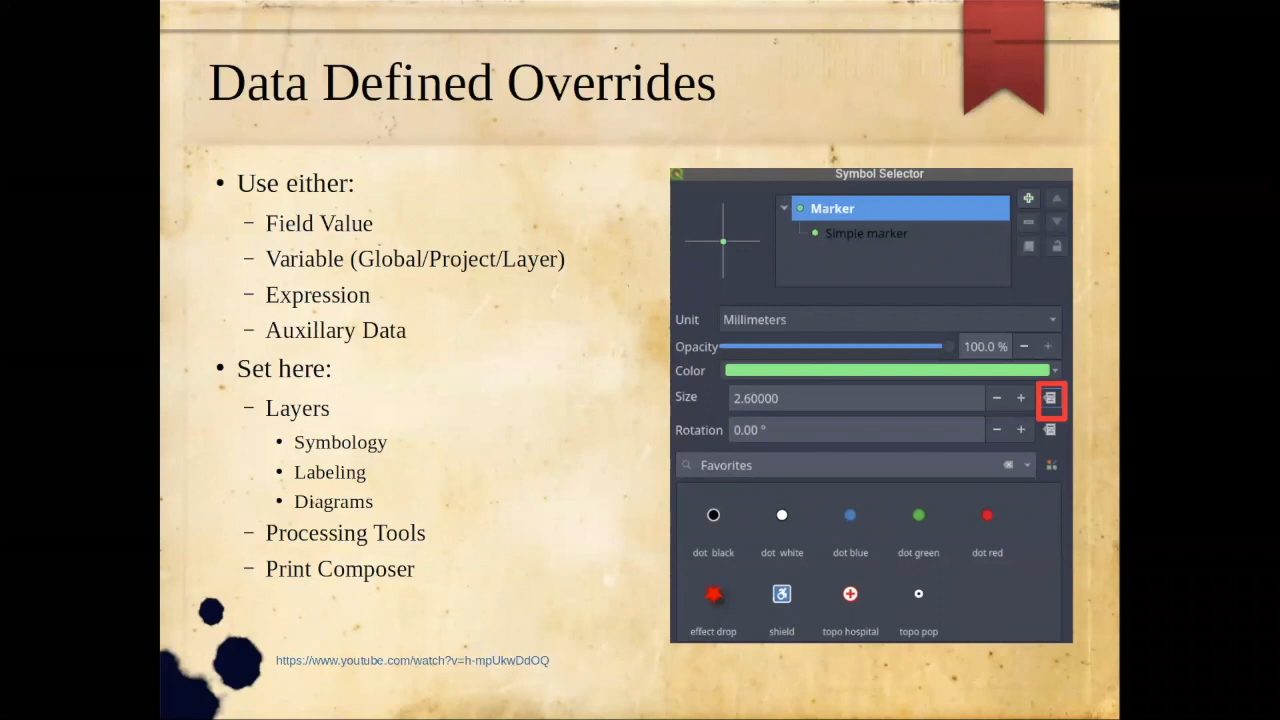 Data Defined Overrides
• Use either:
– Field Value
– Variable (Global/Project/Layer)
– Expression
– Auxillary Data
• Set here:
– Layers
• Symbology
• Labeling
• Diagrams
– Processing Tools
– Print Composer
https://www.youtube.com/watch?v=h-mpUkwDdOQ
Symbol Selector
Marker
Simple marker
Unit Millimeters
Opacity 100.0 %
Color
Size 2.60000
Rotation 0.00 °
Favorites
dot black dot white dot blue dot green dot red
effect drop shield topo hospital topo pop